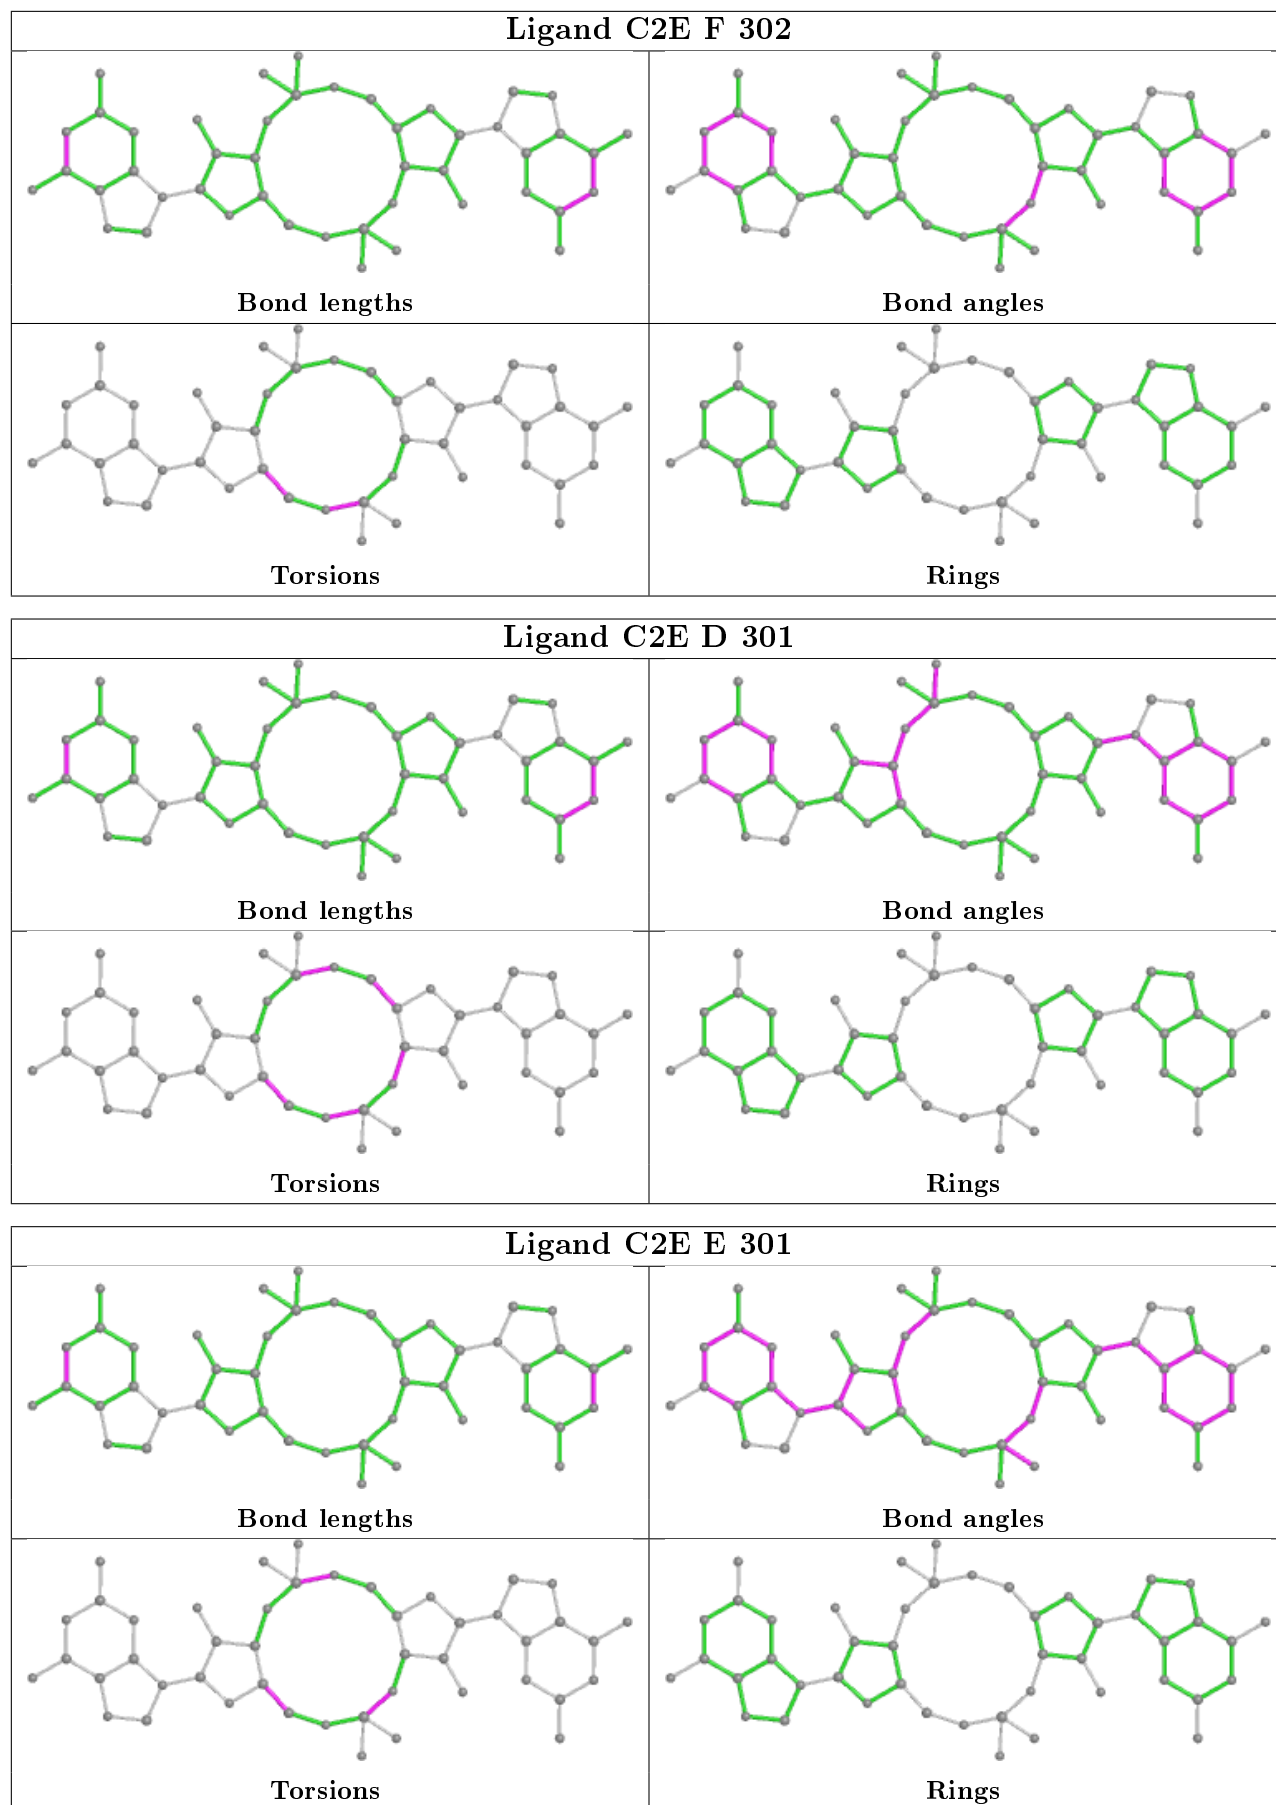 Ligand C2E F 302
Bond lengths
Bond angles
Torsions
Rings
Ligand C2E D 301
Bond lengths
Bond angles
Torsions
Rings
Ligand C2E E 301
Bond lengths
Bond angles
Torsions
Rings